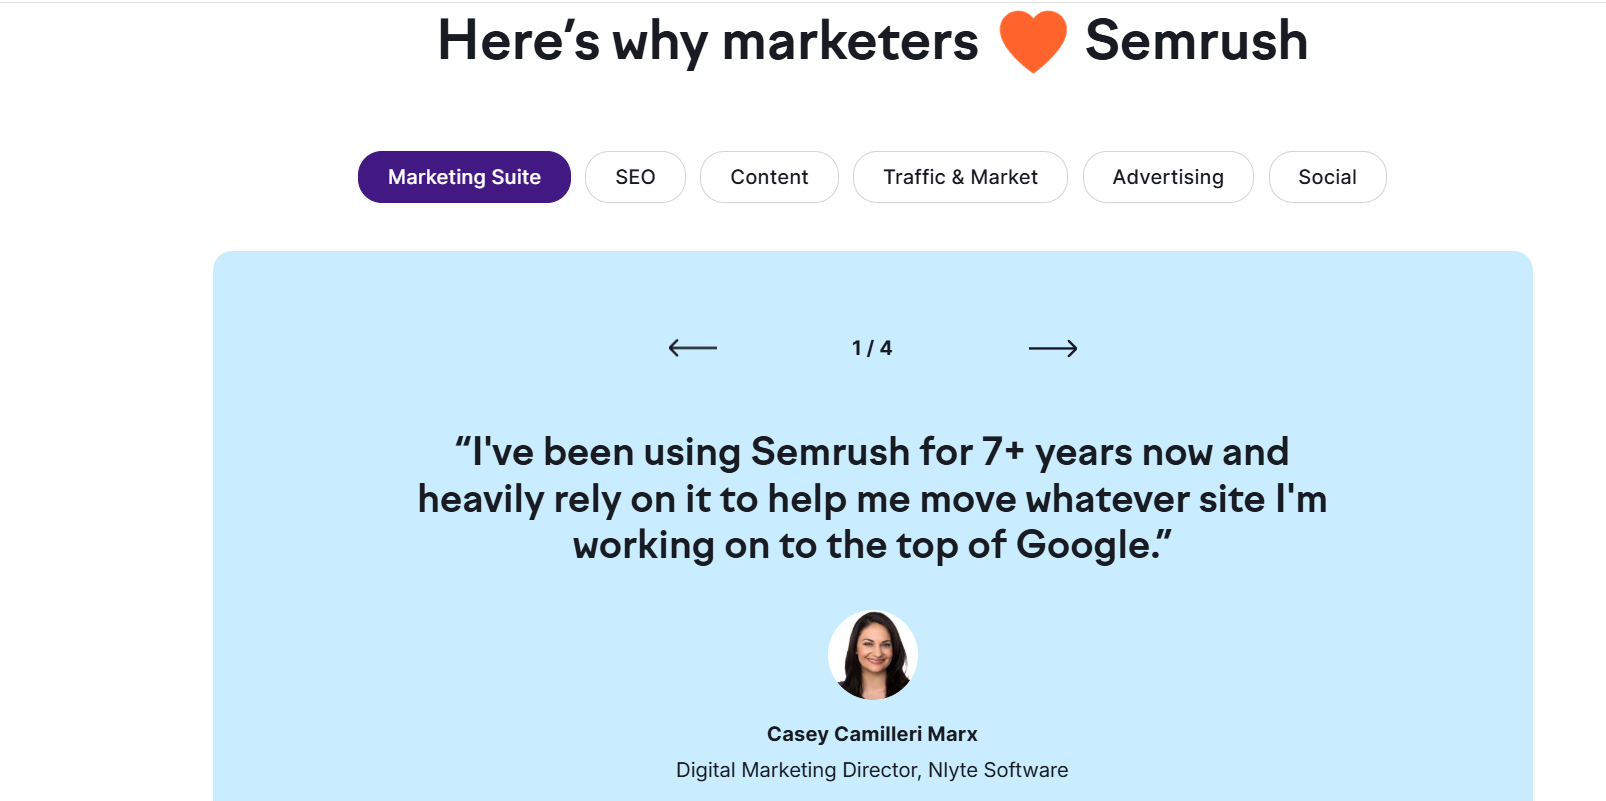 Here’s why marketers 🧡 Semrush
Marketing Suite
SEO
Content
Traffic & Market
Advertising
Social
1 / 4
“I've been using Semrush for 7+ years now and
heavily rely on it to help me move whatever site I'm
working on to the top of Google.”
Casey Camilleri Marx
Digital Marketing Director, Nlyte Software